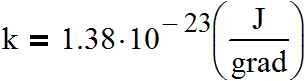 k = 1.38·10^{-23}(J/grad)